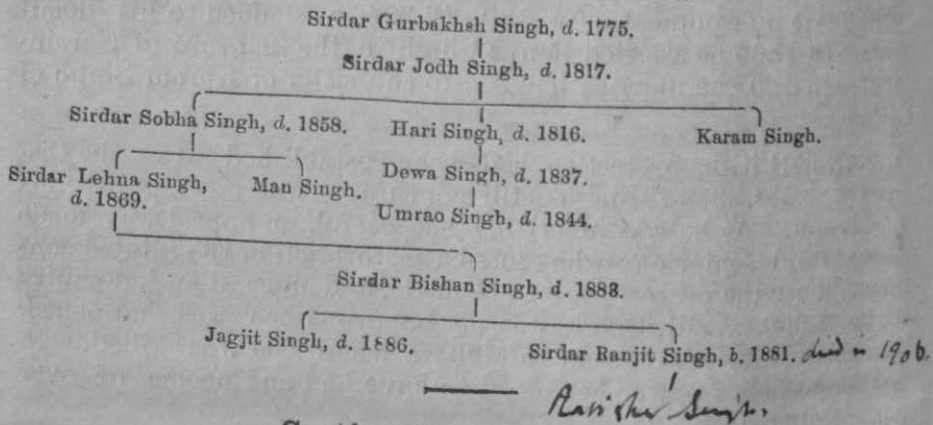 Sirdar Gurbakhsh Singh, d. 1775.
Sirdar Jodh Singh, d. 1817.
Sirdar Sobha Singh, d. 1858. Hari Singh, d. 1816. Karam Singh.
Sirdar Lehna Singh, d. 1869. Man Singh. Dewa Singh, d. 1837.
Umrao Singh, d. 1844.
Sirdar Bishan Singh, d. 1883.
Jagjit Singh, d. 1886. Sirdar Ranjit Singh, b. 1881. died in 1906.
Singh.